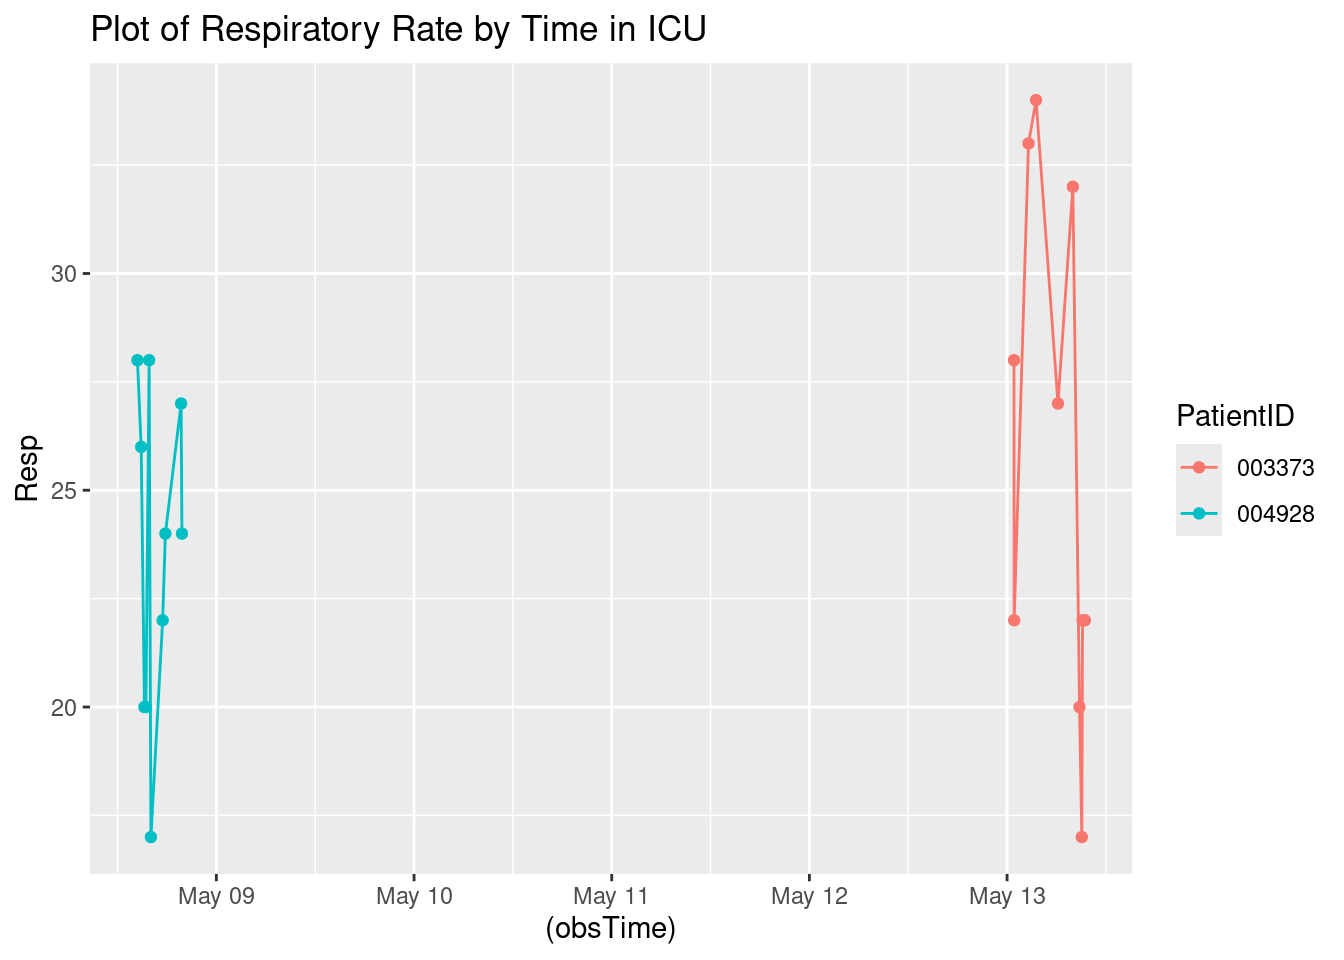 Plot of Respiratory Rate by Time in ICU
Resp
30
25
20
May 09 May 10 May 11 May 12 May 13
(obsTime)
PatientID
003373
004928